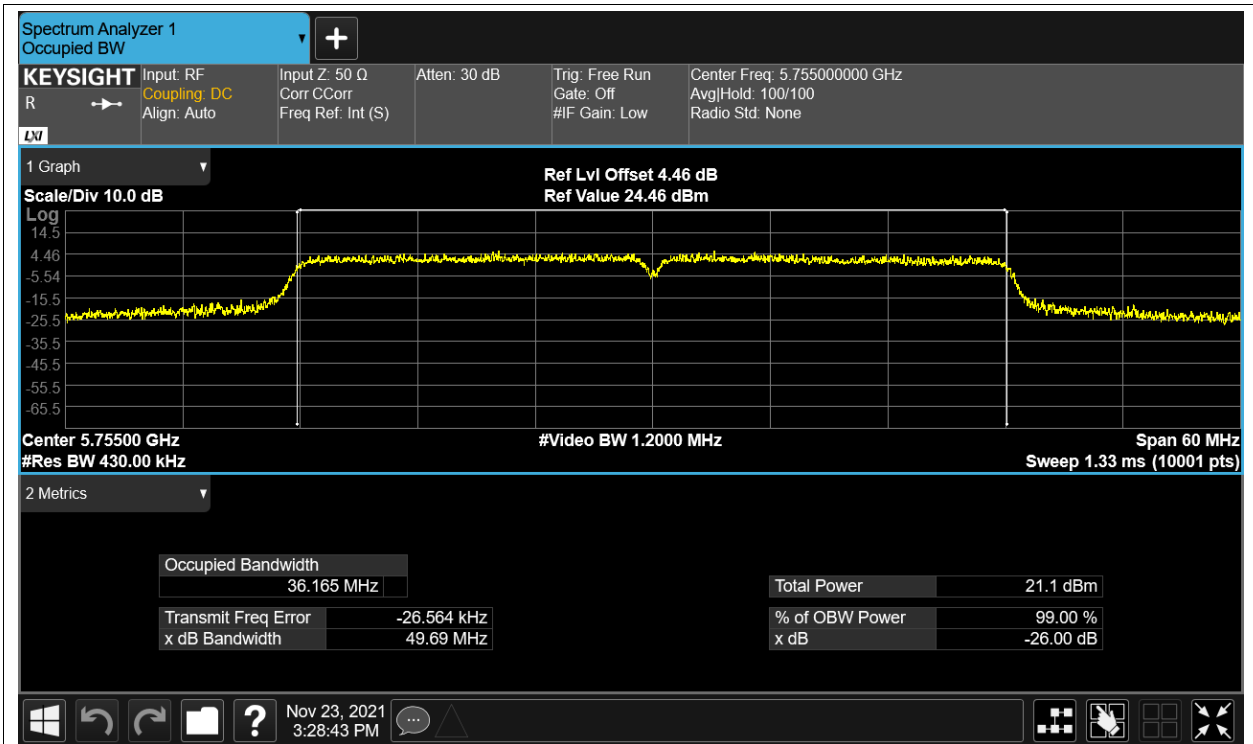 Spectrum Analyzer 1
Occupied BW
KEYSIGHT
R
LXI
Input: RF
Coupling: DC
Align: Auto
Input Z: 50 Ω
Corr CCorr
Freq Ref: Int (S)
Atten: 30 dB
Trig: Free Run
Gate: Off
#IF Gain: Low
Center Freq: 5.755000000 GHz
Avg|Hold: 100/100
Radio Std: None
1 Graph
Scale/Div 10.0 dB
Ref Lvl Offset 4.46 dB
Ref Value 24.46 dBm
Log
14.5
4.46
-5.54
-15.5
-25.5
-35.5
-45.5
-55.5
-65.5
Center 5.75500 GHz
#Video BW 1.2000 MHz
Span 60 MHz
#Res BW 430.00 kHz
Sweep 1.33 ms (10001 pts)
2 Metrics
Occupied Bandwidth
36.165 MHz
Transmit Freq Error -26.564 kHz
x dB Bandwidth 49.69 MHz
Total Power 21.1 dBm
% of OBW Power 99.00 %
x dB -26.00 dB
?
Nov 23, 2021
3:28:43 PM